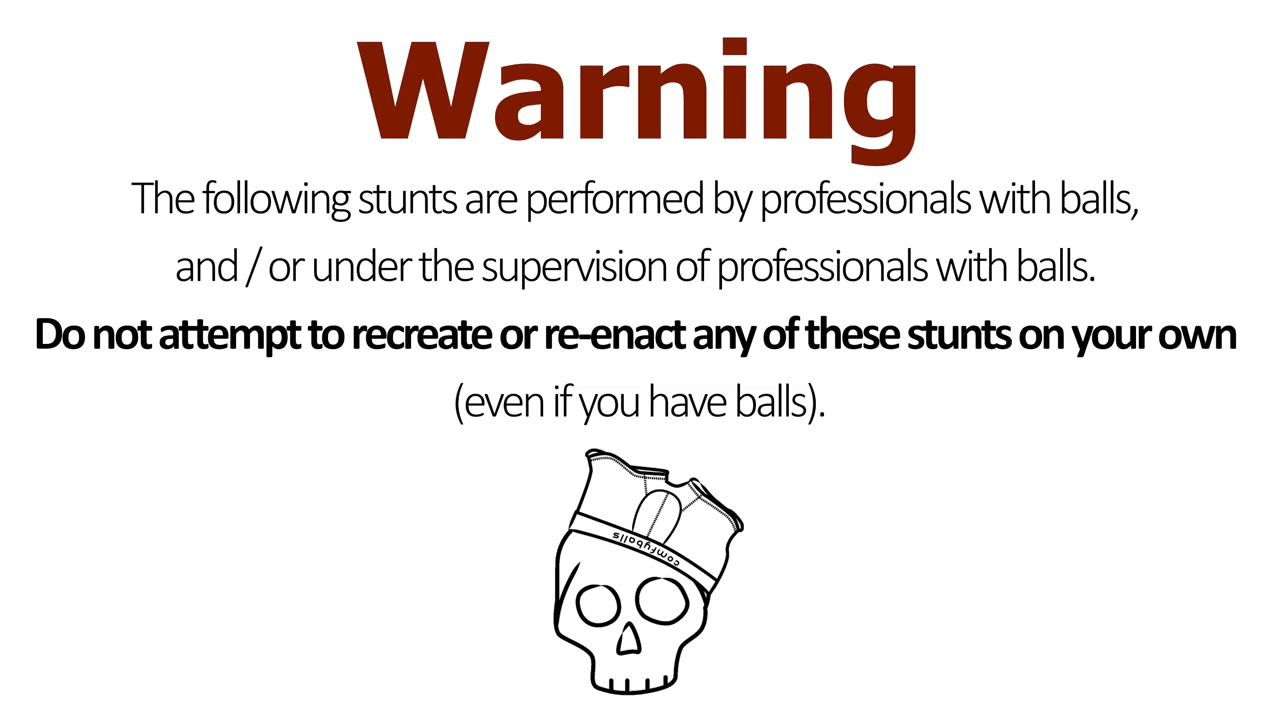 Warning
The following stunts are performed by professionals with balls,
and / or under the supervision of professionals with balls.
Do not attempt to recreate or re-enact any of these stunts on your own
(even if you have balls).
comfyballs